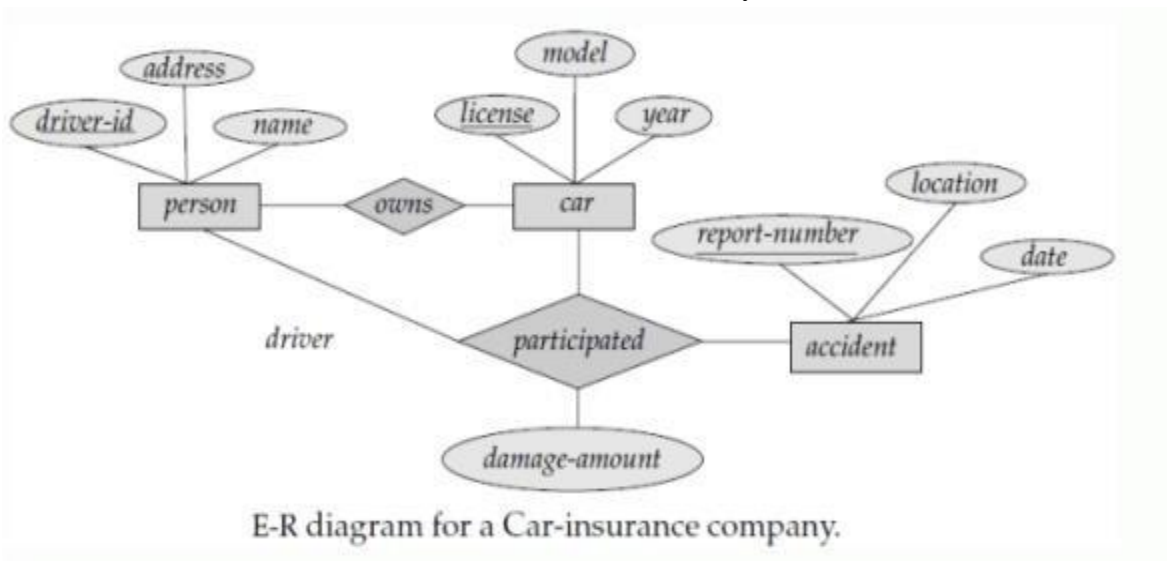 model
address
license
year
driver-id
name
location
person
owns
car
report-number
date
driver
participated
accident
damage-amount
E-R diagram for a Car-insurance company.